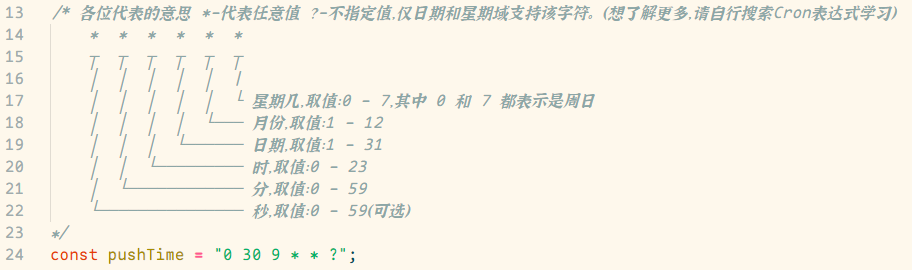 13 /* 各位代表的意思 *-代表任意值 ?-不指定值,仅日期和星期域支持该字符。(想了解更多,请自行搜索Cron表达式学习)
14 * * * * * *
15 ┬ ┬ ┬ ┬ ┬ ┬
16 │ │ │ │ │ |
17 │ │ │ │ │ └ 星期几,取值:0 - 7,其中 0 和 7 都表示是周日
18 │ │ │ │ └─── 月份,取值:1 - 12
19 │ │ │ └────── 日期,取值:1 - 31
20 │ │ └───────── 时,取值:0 - 23
21 │ └──────────── 分,取值:0 - 59
22 └─────────────── 秒,取值:0 - 59(可选)
23 */
24 const pushTime = "0 30 9 * * ?";